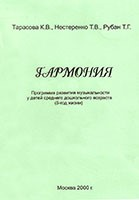 Тарасова К.В., Нестеренко Т.В., Рубан Т.Г.
ГАРМОНИЯ
Программа развития музыкальности
у детей среднего дошкольного возраста
(5-й год жизни)
Москва 2000 г.